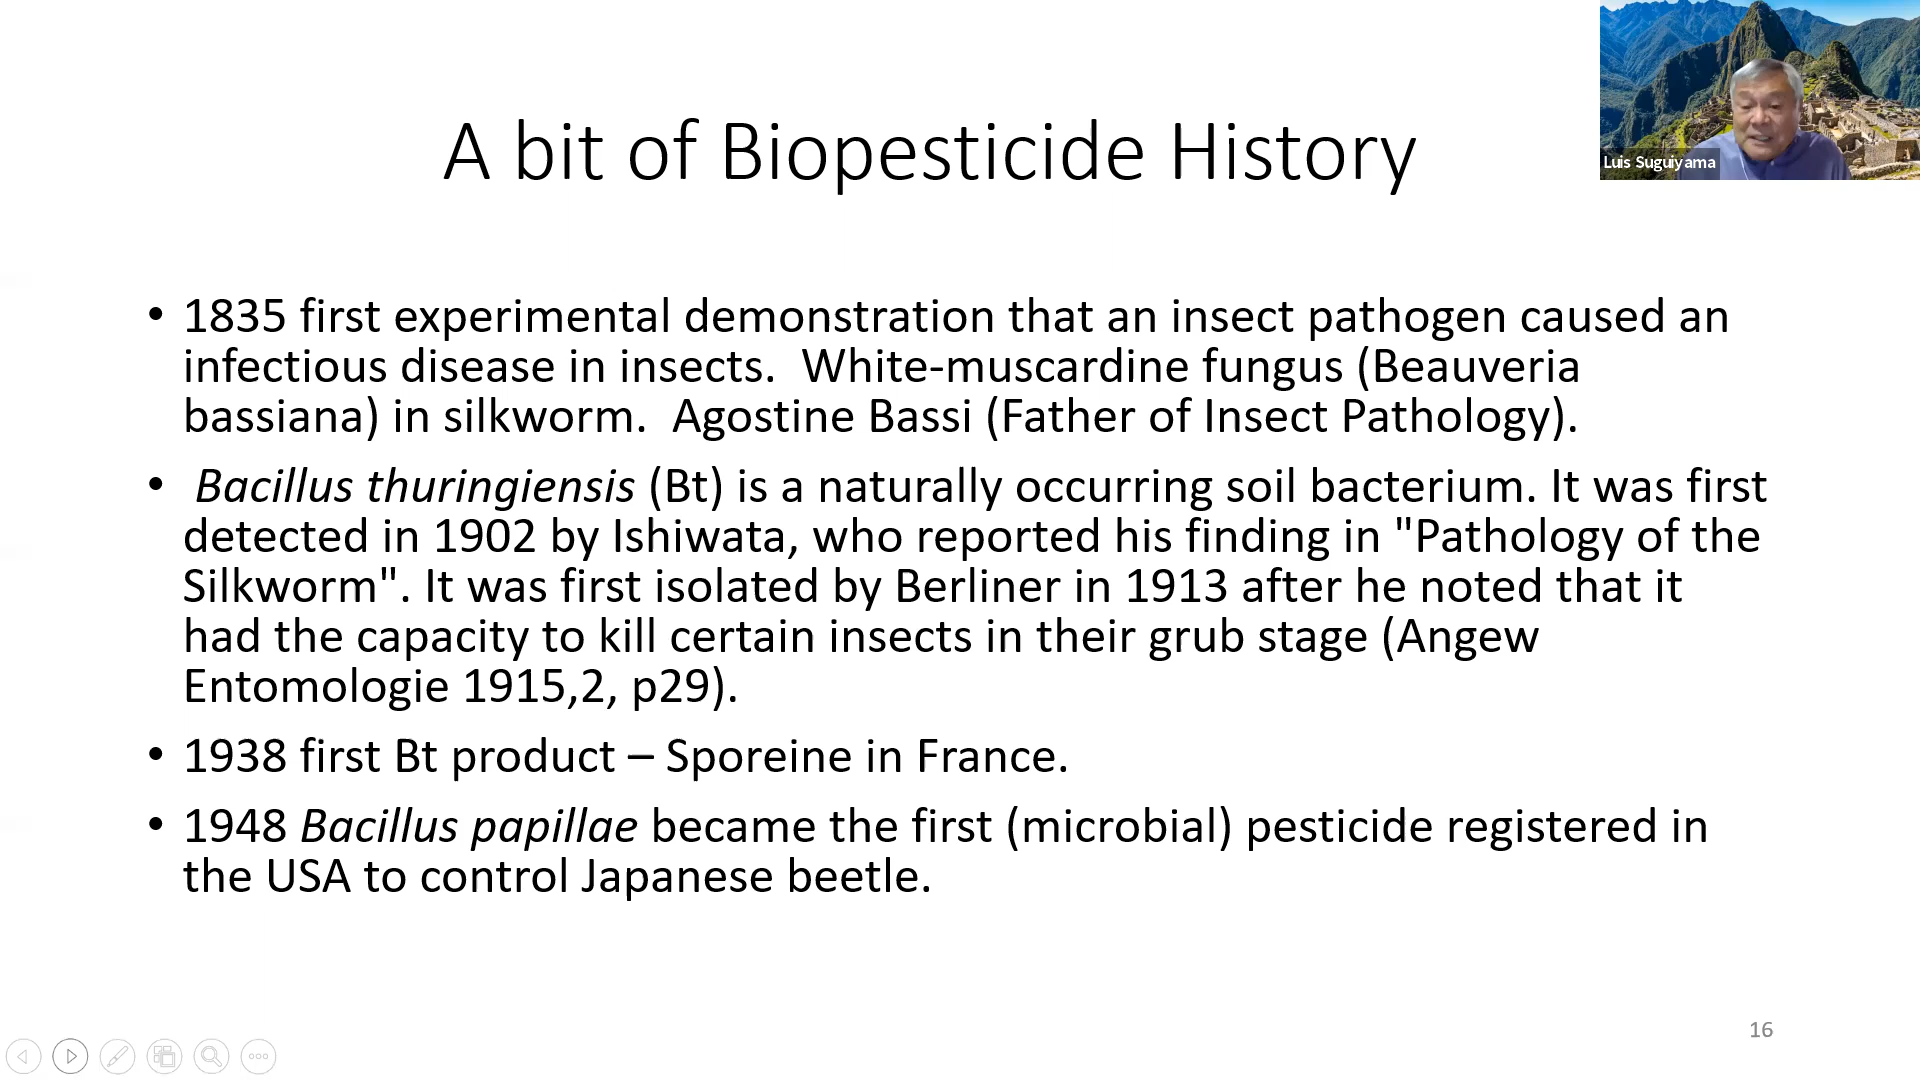 A bit of Biopesticide History
Luis Suguiyama
• 1835 first experimental demonstration that an insect pathogen caused an
infectious disease in insects.  White-muscardine fungus (Beauveria
bassiana) in silkworm.  Agostine Bassi (Father of Insect Pathology).
• Bacillus thuringiensis (Bt) is a naturally occurring soil bacterium. It was first
detected in 1902 by Ishiwata, who reported his finding in "Pathology of the
Silkworm". It was first isolated by Berliner in 1913 after he noted that it
had the capacity to kill certain insects in their grub stage (Angew
Entomologie 1915,2, p29).
• 1938 first Bt product – Sporeine in France.
• 1948 Bacillus papillae became the first (microbial) pesticide registered in
the USA to control Japanese beetle.
16